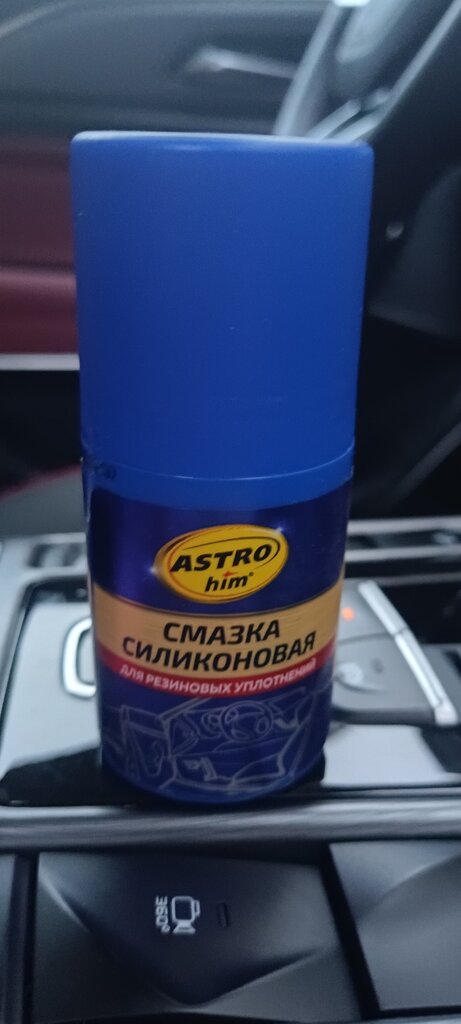 ASTRO
him®
СМАЗКА
СИЛИКОНОВАЯ
ДЛЯ РЕЗИНОВЫХ УПЛОТНЕНИЙ
360°